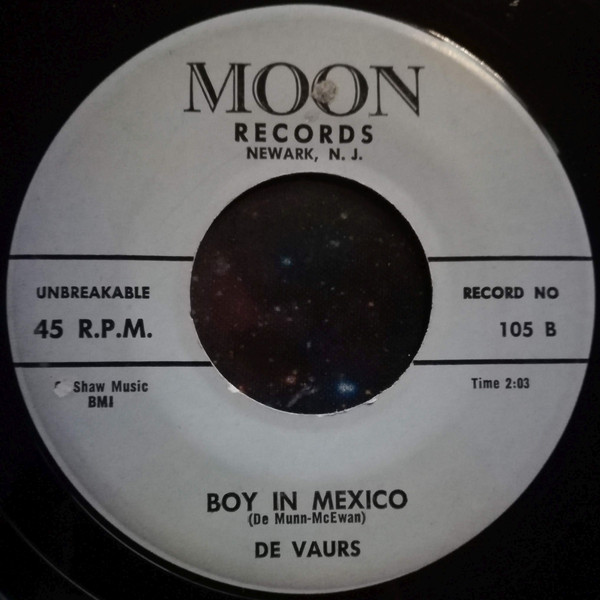 MOON
RECORDS
NEWARK, N. J.
UNBREAKABLE
45 R.P.M.
RECORD NO
105 B
Shaw Music
BMI
Time 2:03
BOY IN MEXICO
(De Munn-McEwan)
DE VAURS